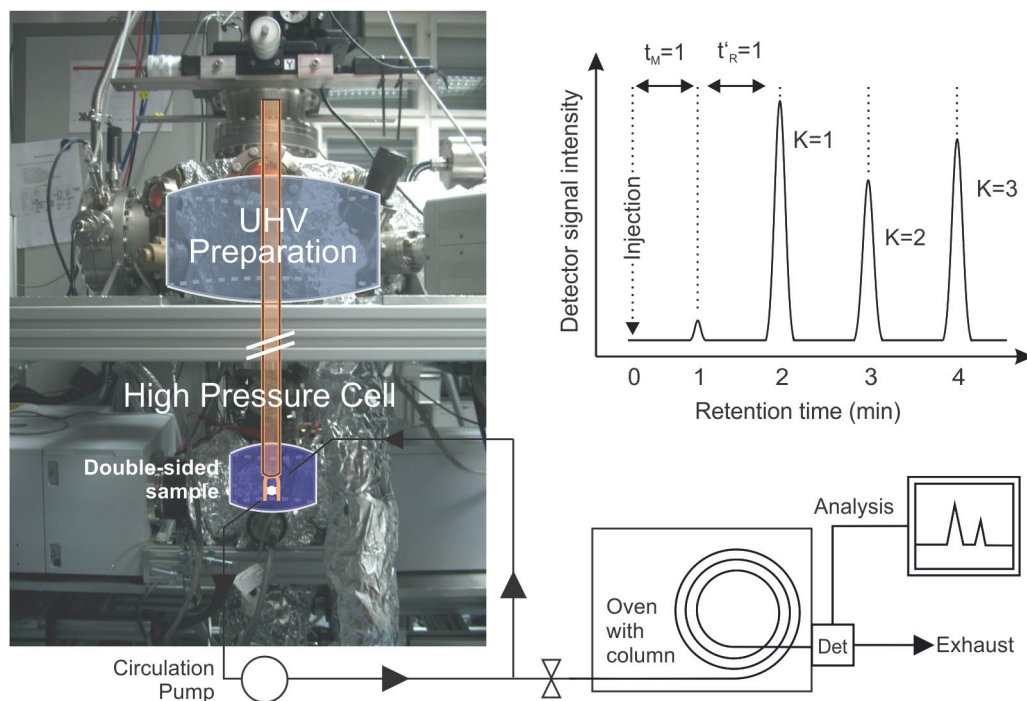 UHV
Preparation
High Pressure Cell
Double-sided
sample
Y
Circulation
Pump
t_M=1
t'_R=1
Detector signal intensity
Injection
K=1
K=2
K=3
0 1 2 3 4
Retention time (min)
Analysis
Oven
with
column
Det
Exhaust